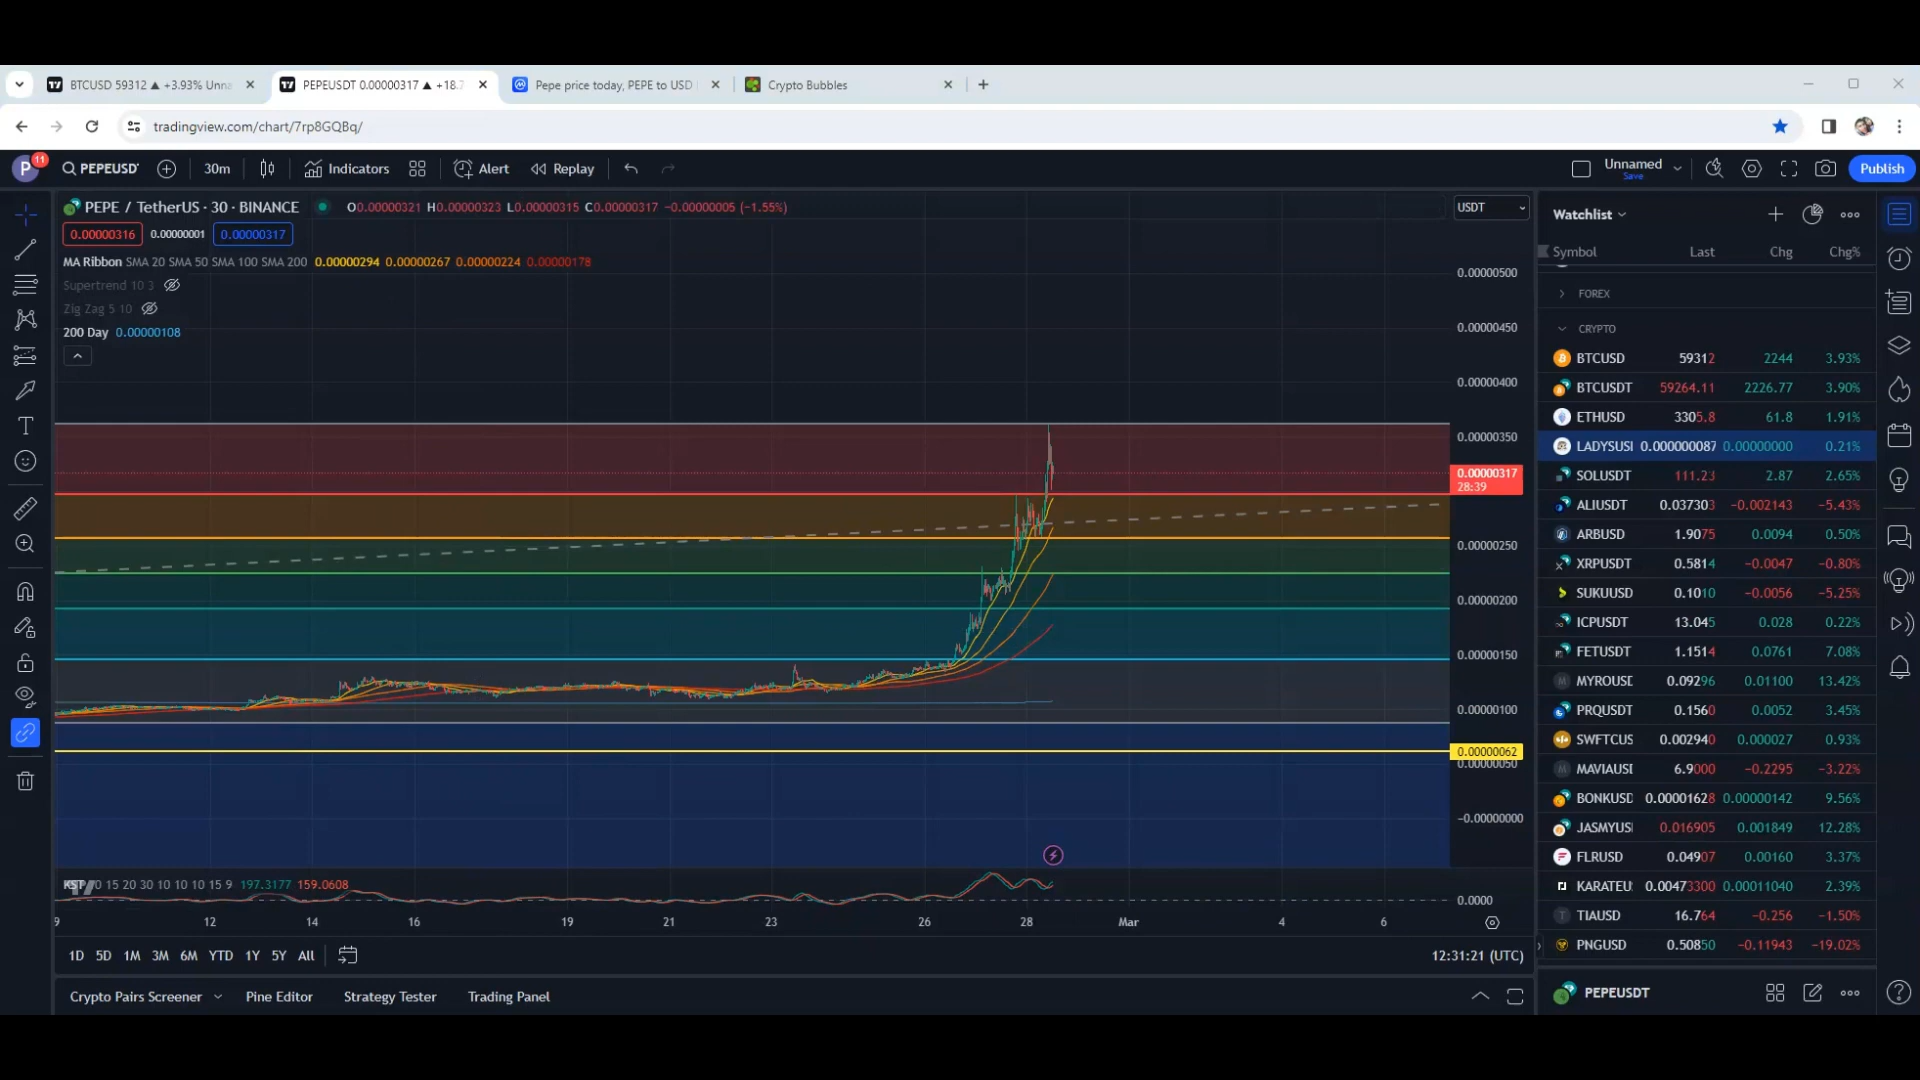 BTCUSD 59312 ▲ +3.93% Unna
PEPEUSDT 0.00000317 ▲ +18.7
Pepe price today, PEPE to USD
Crypto Bubbles
tradingview.com/chart/7rp8GQBq/
P 11 PEPEUSDT 30m Indicators Alert Replay Unnamed Save Publish
PEPE / TetherUS · 30 · BINANCE O0.00000321 H0.00000323 L0.00000315 C0.00000317 −0.00000005 (−1.55%)
USDT
0.00000316 0.00000001 0.00000317
MA Ribbon SMA 20 SMA 50 SMA 100 SMA 200 0.00000294 0.00000267 0.00000224 0.00000178
Supertrend 10 3
Zig Zag 5 10
200 Day 0.00000108
0.00000500
0.00000450
0.00000400
0.00000350
0.00000317
28:39
0.00000250
0.00000200
0.00000150
0.00000100
0.00000062
0.00000050
−0.00000000
KST 10 15 20 30 10 10 10 15 9 197.3177 159.0608
0.0000
9 12 14 16 19 21 23 26 28 Mar 4 6
1D 5D 1M 3M 6M YTD 1Y 5Y All
12:31:21 (UTC)
Crypto Pairs Screener Pine Editor Strategy Tester Trading Panel
Watchlist
Symbol Last Chg Chg%
FOREX
CRYPTO
BTCUSD 59312 2244 3.93%
BTCUSDT 59264.11 2226.77 3.90%
ETHUSD 3305.8 61.8 1.91%
LADYSUSI 0.000000087 0.00000000 0.21%
SOLUSDT 111.23 2.87 2.65%
ALIUSDT 0.037303 −0.002143 −5.43%
ARBUSD 1.9075 0.0094 0.50%
XRPUSDT 0.5814 −0.0047 −0.80%
SUKUUSD 0.1010 −0.0056 −5.25%
ICPUSDT 13.045 0.028 0.22%
FETUSDT 1.1514 0.0761 7.08%
MYROUSD 0.09296 0.01100 13.42%
PRQUSDT 0.1560 0.0052 3.45%
SWFTCUS 0.002940 0.000027 0.93%
MAVIAUSI 6.9000 −0.2295 −3.22%
BONKUSD 0.00001628 0.00000142 9.56%
JASMYUSI 0.016905 0.001849 12.28%
FLRUSD 0.04907 0.00160 3.37%
KARATEU 0.00473300 0.00011040 2.39%
TIAUSD 16.764 −0.256 −1.50%
PNGUSD 0.50850 −0.11943 −19.02%
PEPEUSDT